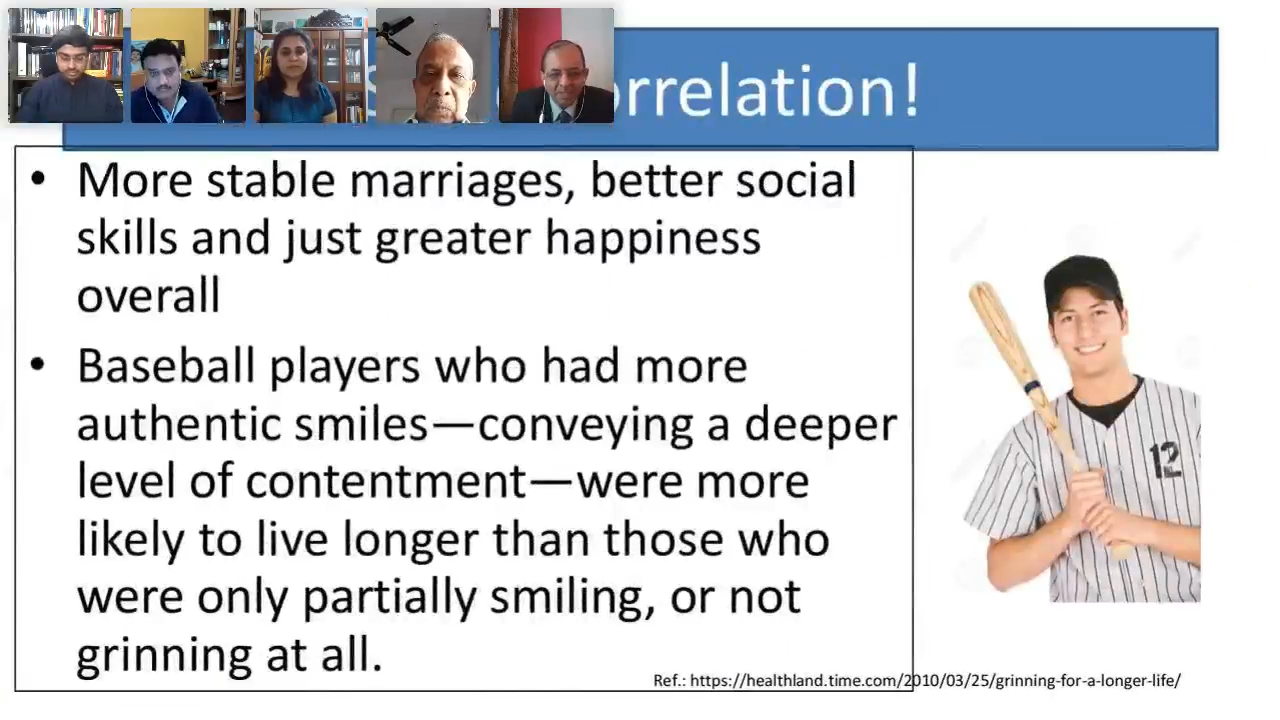 orrelation!
• More stable marriages, better social
skills and just greater happiness
overall
• Baseball players who had more
authentic smiles—conveying a deeper
level of contentment—were more
likely to live longer than those who
were only partially smiling, or not
grinning at all.
12
Ref.: https://healthland.time.com/2010/03/25/grinning-for-a-longer-life/